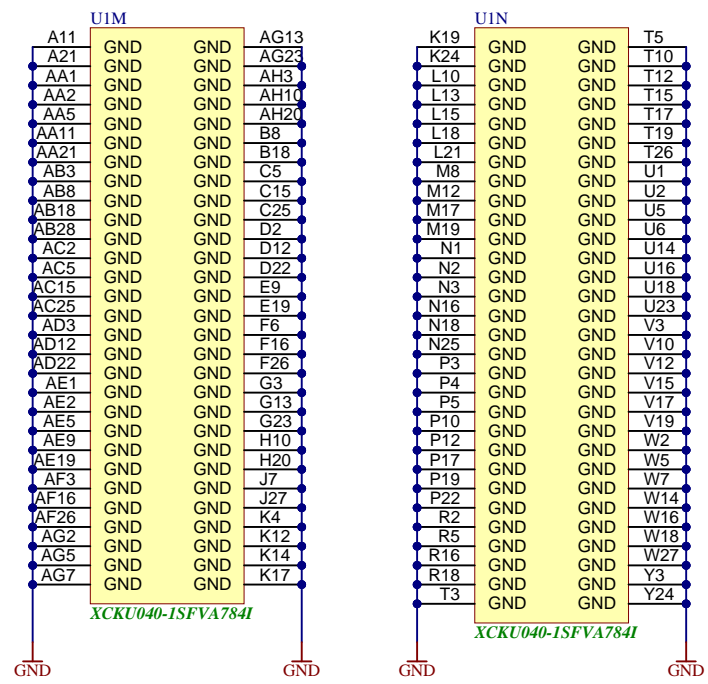 U1M U1N
A11 GND GND AG13 K19 GND GND T5
A21 GND GND AG23 K24 GND GND T10
AA1 GND GND AH3 L10 GND GND T12
AA2 GND GND AH10 L13 GND GND T15
AA5 GND GND AH20 L15 GND GND T17
AA11 GND GND B8 L18 GND GND T19
AA21 GND GND B18 L21 GND GND T26
AB3 GND GND C5 M8 GND GND U1
AB8 GND GND C15 M12 GND GND U2
AB18 GND GND C25 M17 GND GND U5
AB28 GND GND D2 M19 GND GND U6
AC2 GND GND D12 N1 GND GND U14
AC5 GND GND D22 N2 GND GND U16
AC15 GND GND E9 N3 GND GND U18
AC25 GND GND E19 N16 GND GND U23
AD3 GND GND F6 N18 GND GND V3
AD12 GND GND F16 N25 GND GND V10
AD22 GND GND F26 P3 GND GND V12
AE1 GND GND G3 P4 GND GND V15
AE2 GND GND G13 P5 GND GND V17
AE5 GND GND G23 P10 GND GND V19
AE9 GND GND H10 P12 GND GND W2
AE19 GND GND H20 P17 GND GND W5
AF3 GND GND J7 P19 GND GND W7
AF16 GND GND J27 P22 GND GND W14
AF26 GND GND K4 R2 GND GND W16
AG2 GND GND K12 R5 GND GND W18
AG5 GND GND K14 R16 GND GND W27
AG7 GND GND K17 R18 GND GND Y3
T3 GND GND Y24
XCKU040-1SFVA784I
XCKU040-1SFVA784I
GND GND GND GND